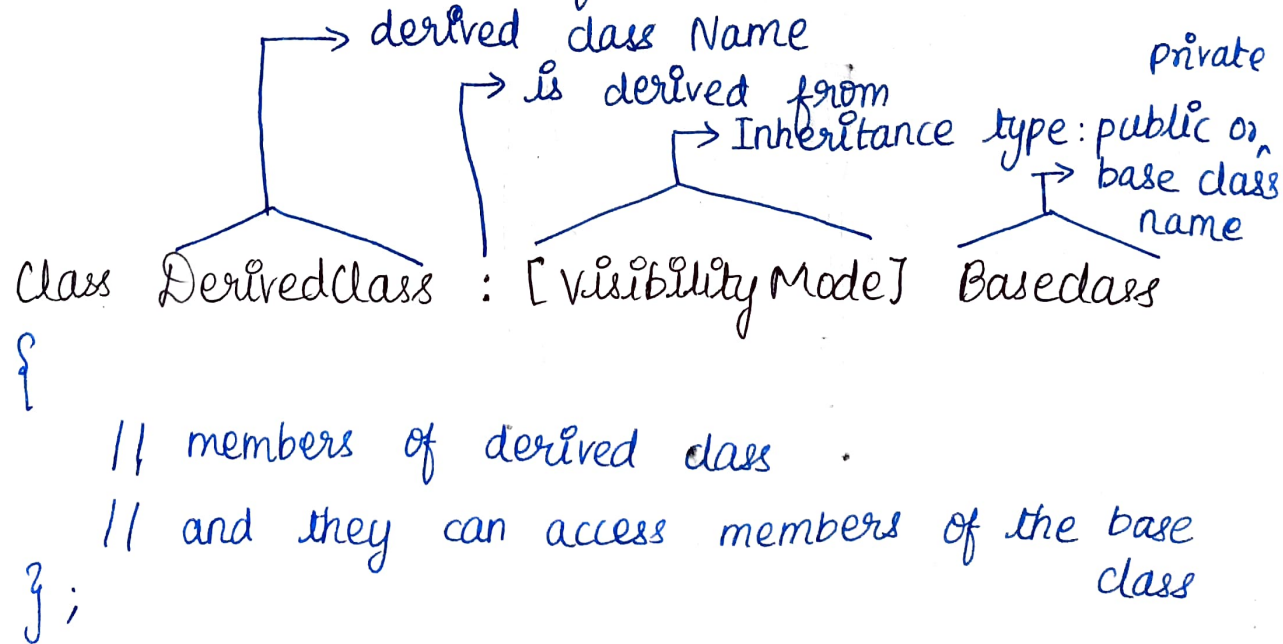 derived class Name
private
is derived from
Inheritance type: public or
base class
name
Class DerivedClass : [VisibilityMode] Baseclass
{
// members of derived class
// and they can access members of the base
class
};